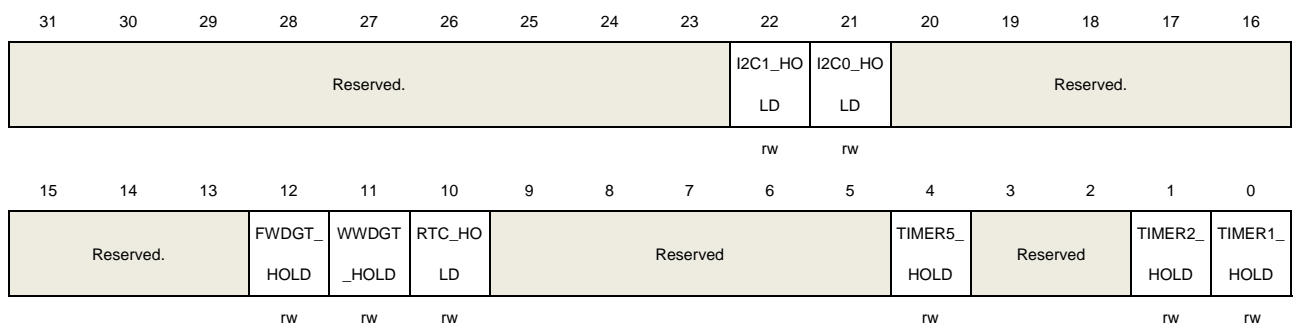 31 30 29 28 27 26 25 24 23 22 21 20 19 18 17 16
Reserved. I2C1_HO I2C0_HO Reserved.
LD LD
rw rw
15 14 13 12 11 10 9 8 7 6 5 4 3 2 1 0
Reserved. FWDGT_ WWDGT RTC_HO Reserved TIMER5_ Reserved TIMER2_ TIMER1_
HOLD _HOLD LD HOLD HOLD HOLD
rw rw rw rw rw rw